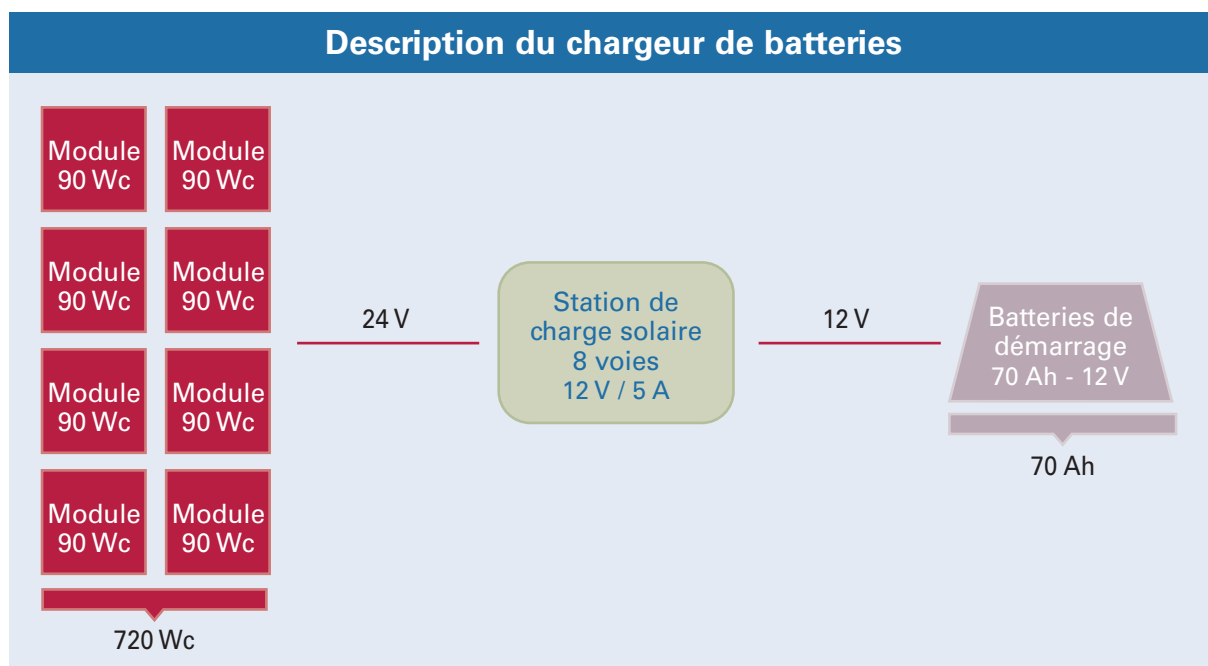 Description du chargeur de batteries
Module
90 Wc
Module
90 Wc
Module
90 Wc
Module
90 Wc
Module
90 Wc
Module
90 Wc
Module
90 Wc
Module
90 Wc
720 Wc
24 V
Station de
charge solaire
8 voies
12 V / 5 A
12 V
Batteries de
démarrage
70 Ah - 12 V
70 Ah